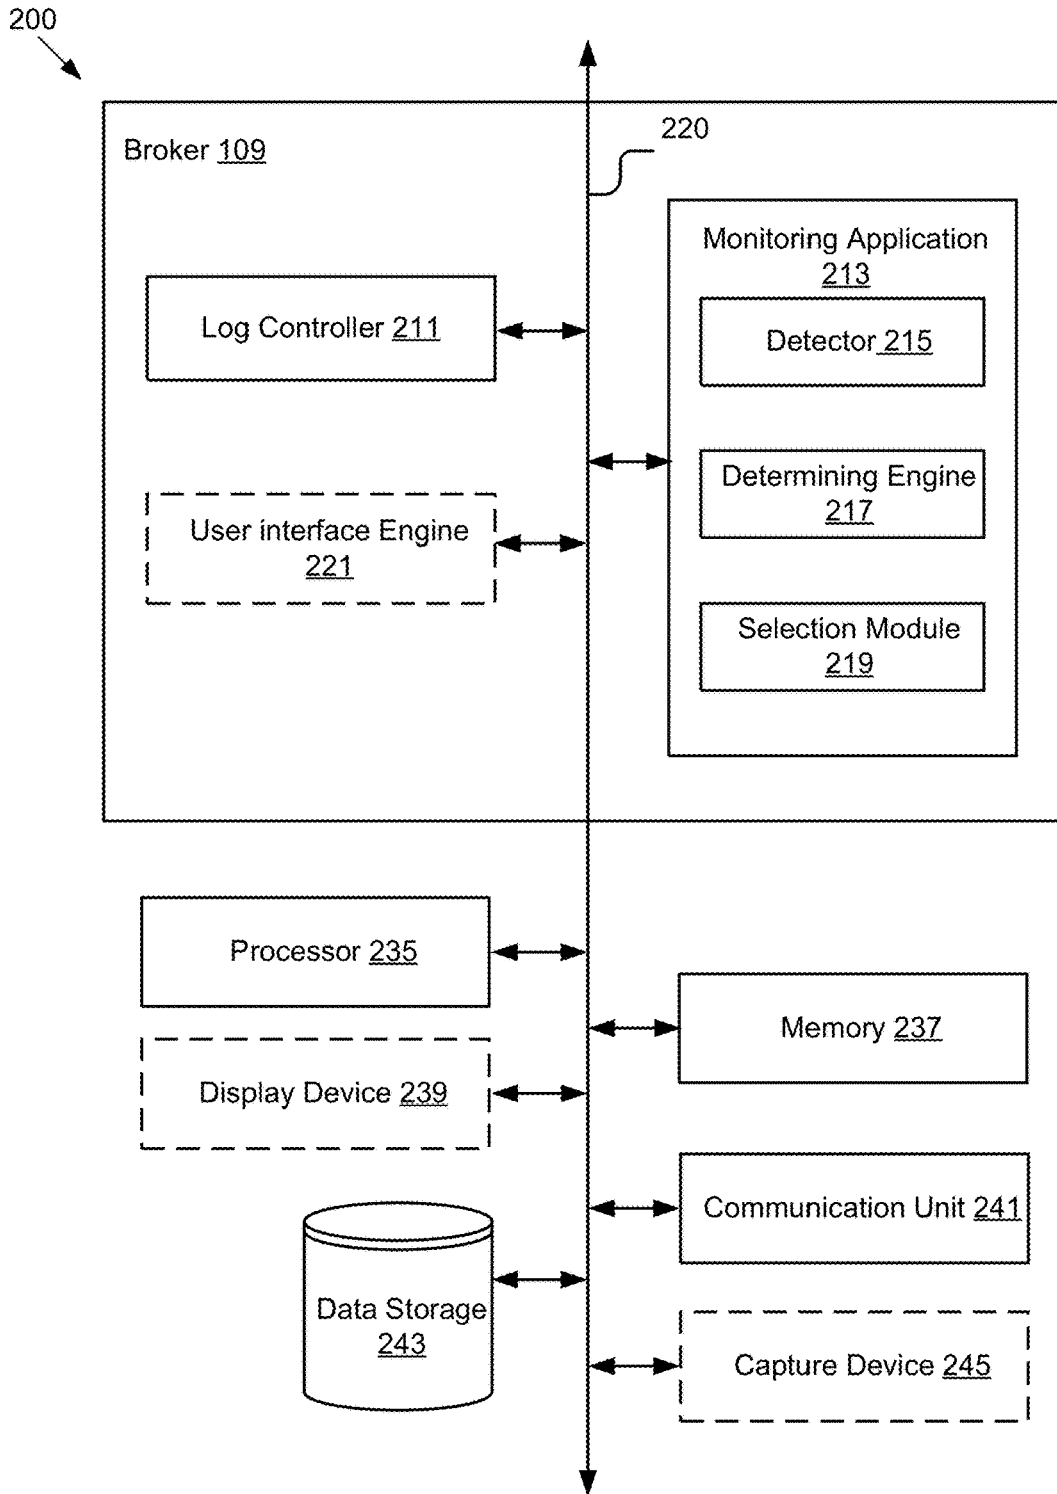 200
220
Broker 109
Monitoring Application
213
Log Controller 211
Detector 215
Determining Engine
217
User interface Engine
221
Selection Module
219
Processor 235
Memory 237
Display Device 239
Communication Unit 241
Data Storage
243
Capture Device 245